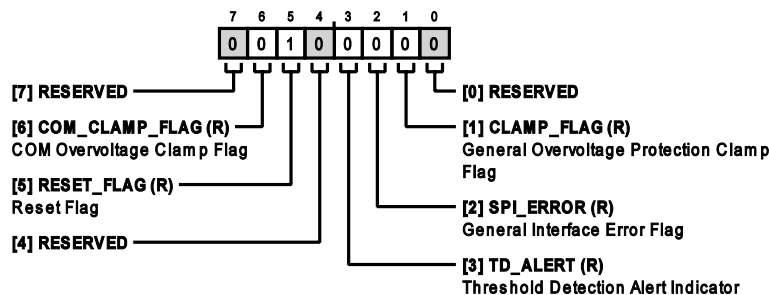 7 6 5 4 3 2 1 0
0 0 1 0 0 0 0 0
[7] RESERVED
[6] COM_CLAMP_FLAG (R)
COM Overvoltage Clamp Flag
[5] RESET_FLAG (R)
Reset Flag
[4] RESERVED
[0] RESERVED
[1] CLAMP_FLAG (R)
General Overvoltage Protection Clamp
Flag
[2] SPI_ERROR (R)
General Interface Error Flag
[3] TD_ALERT (R)
Threshold Detection Alert Indicator